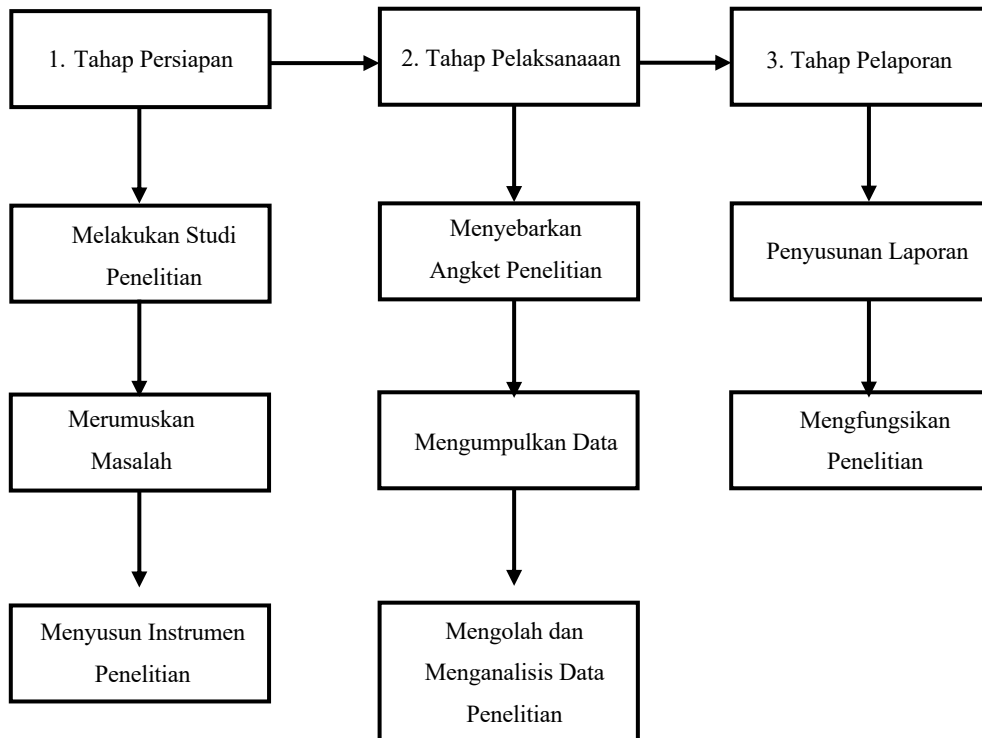 1. Tahap Persiapan
2. Tahap Pelaksanaaan
3. Tahap Pelaporan
Melakukan Studi
Penelitian
Menyebarkan
Angket Penelitian
Penyusunan Laporan
Merumuskan
Masalah
Mengumpulkan Data
Mengfungsikan
Penelitian
Menyusun Instrumen
Penelitian
Mengolah dan
Menganalisis Data
Penelitian